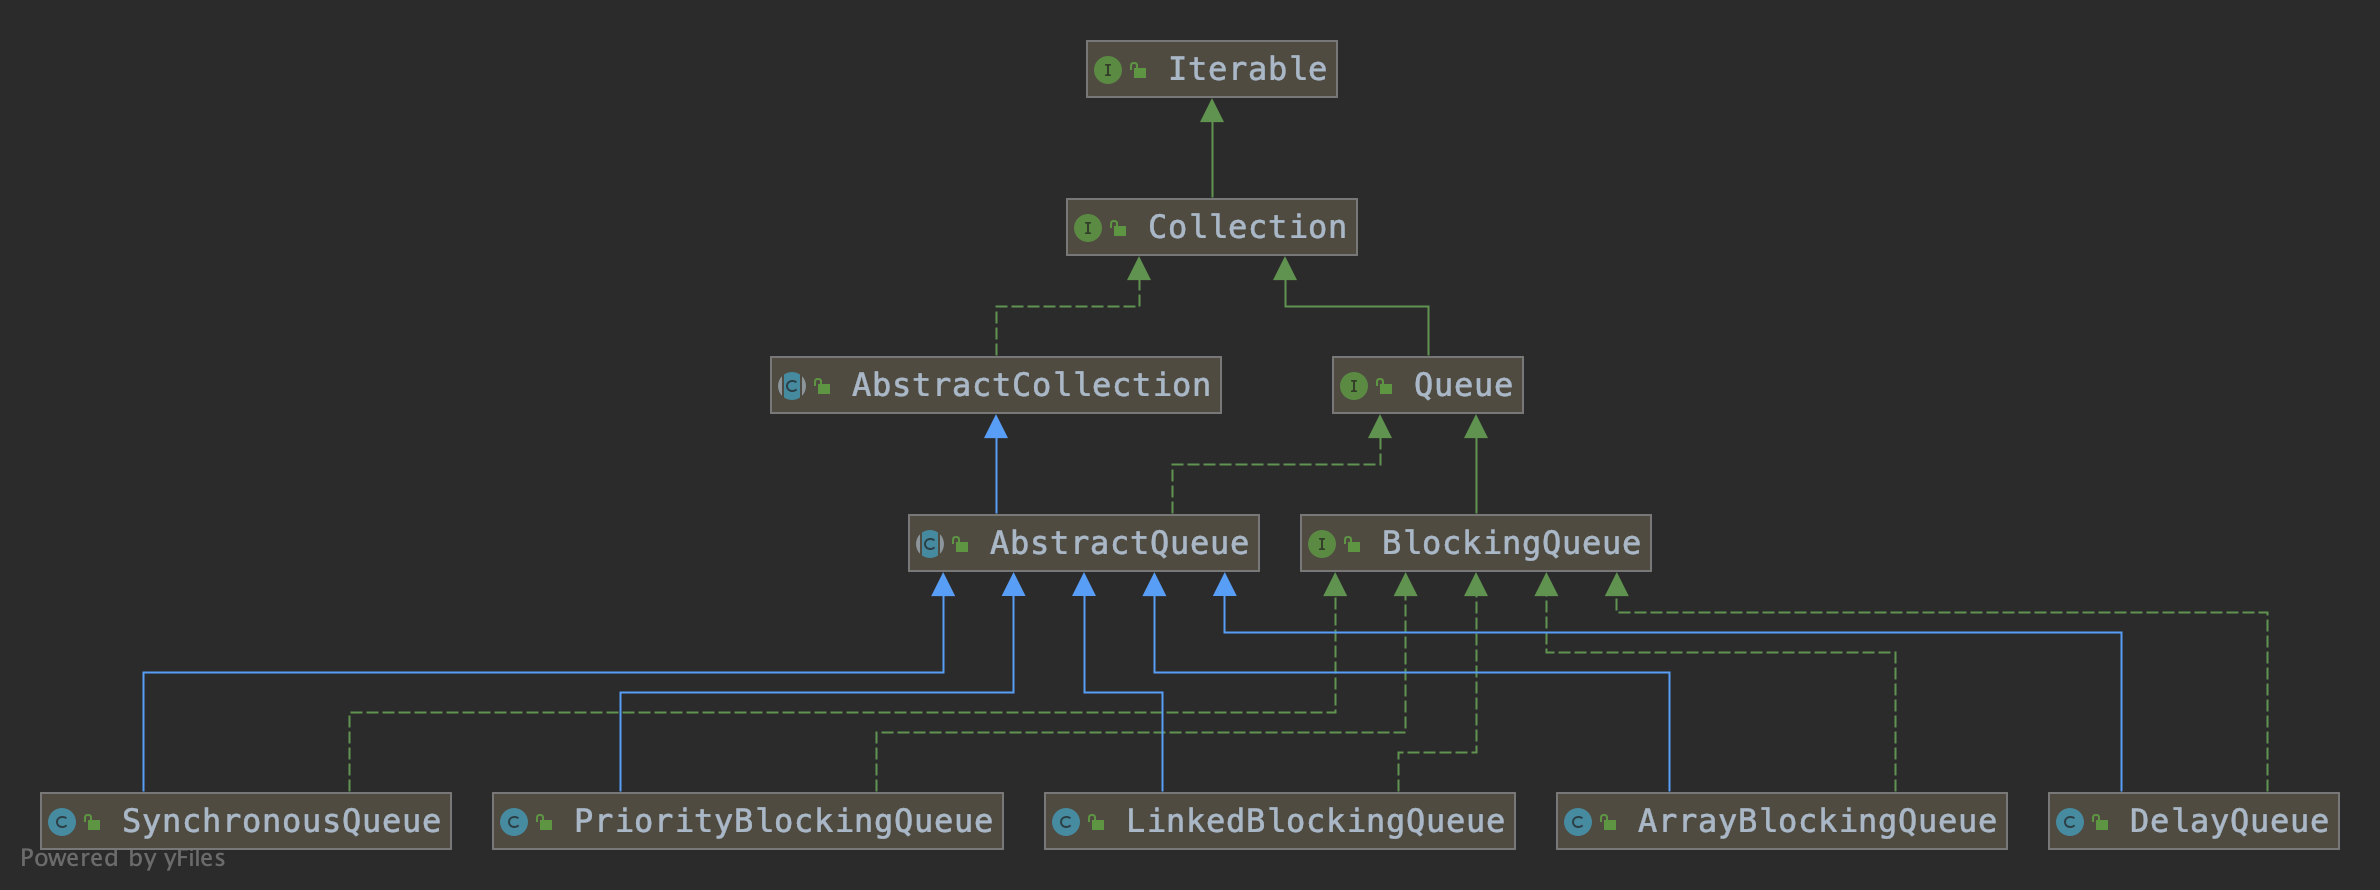 Iterable
Collection
AbstractCollection
Queue
AbstractQueue
BlockingQueue
SynchronousQueue
PriorityBlockingQueue
LinkedBlockingQueue
ArrayBlockingQueue
DelayQueue
Powered by yFiles